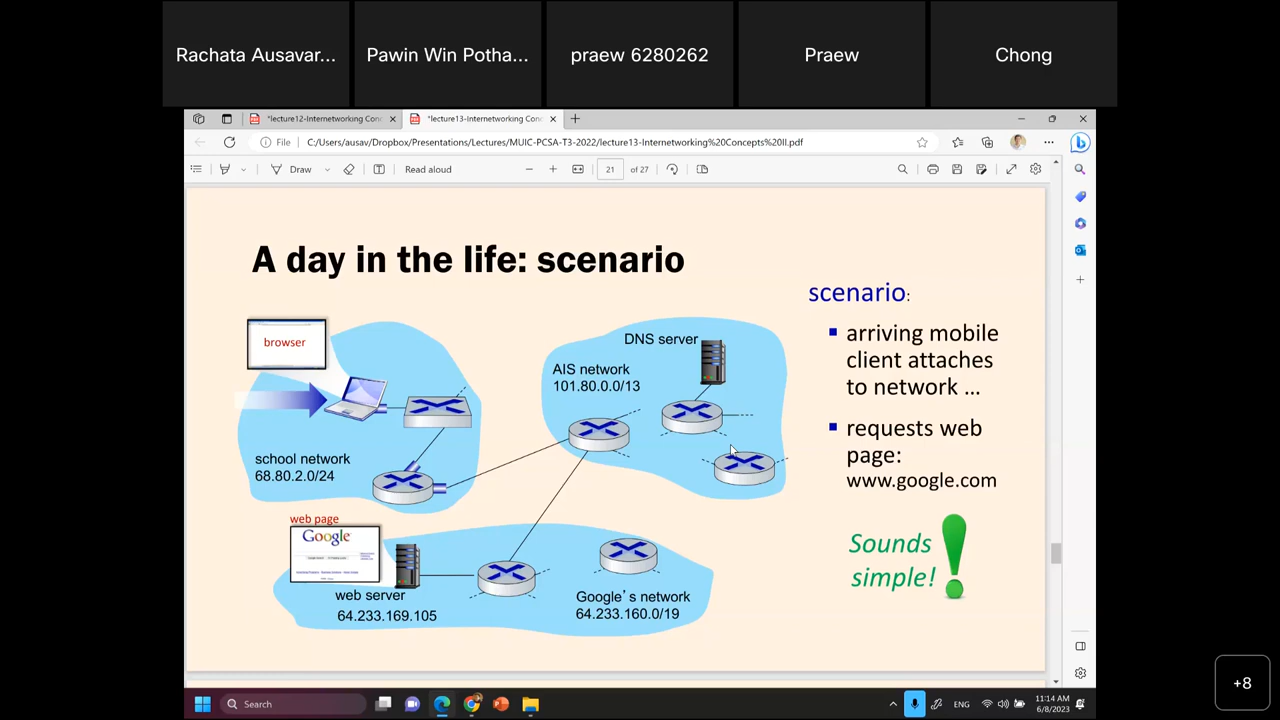 Rachata Ausavar...
Pawin Win Potha...
praew 6280262
Praew
Chong
*lecture12-Internetworking Conc
*lecture13-Internetworking Conc
File
C:/Users/ausav/Dropbox/Presentations/Lectures/MUIC-PCSA-T3-2022/lecture13-Internetworking%20Concepts%20II.pdf
Draw
Read aloud
21
of 27
A day in the life: scenario
browser
school network
68.80.2.0/24
DNS server
AIS network
101.80.0.0/13
web page
Google
web server
64.233.169.105
Google's network
64.233.160.0/19
scenario:
arriving mobile
client attaches
to network ...
requests web
page:
www.google.com
Sounds
simple!
+8
Search
ENG
11:14 AM
6/8/2023